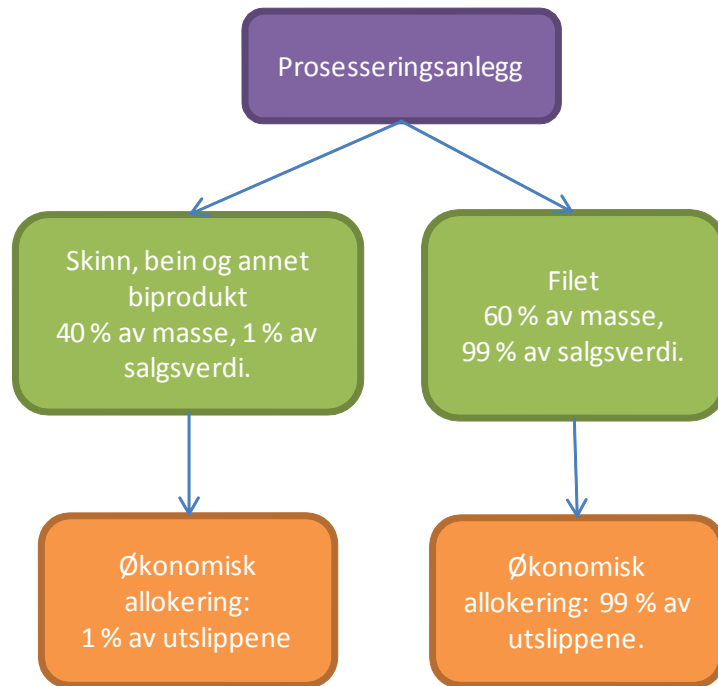 Prosesseringsanlegg
Skinn, bein og annet
biprodukt
40 % av masse, 1 % av
salgsverdi.
Filet
60 % av masse,
99 % av salgsverdi.
Økonomisk
allokering:
1 % av utslippene
Økonomisk
allokering: 99 % av
utslippene.